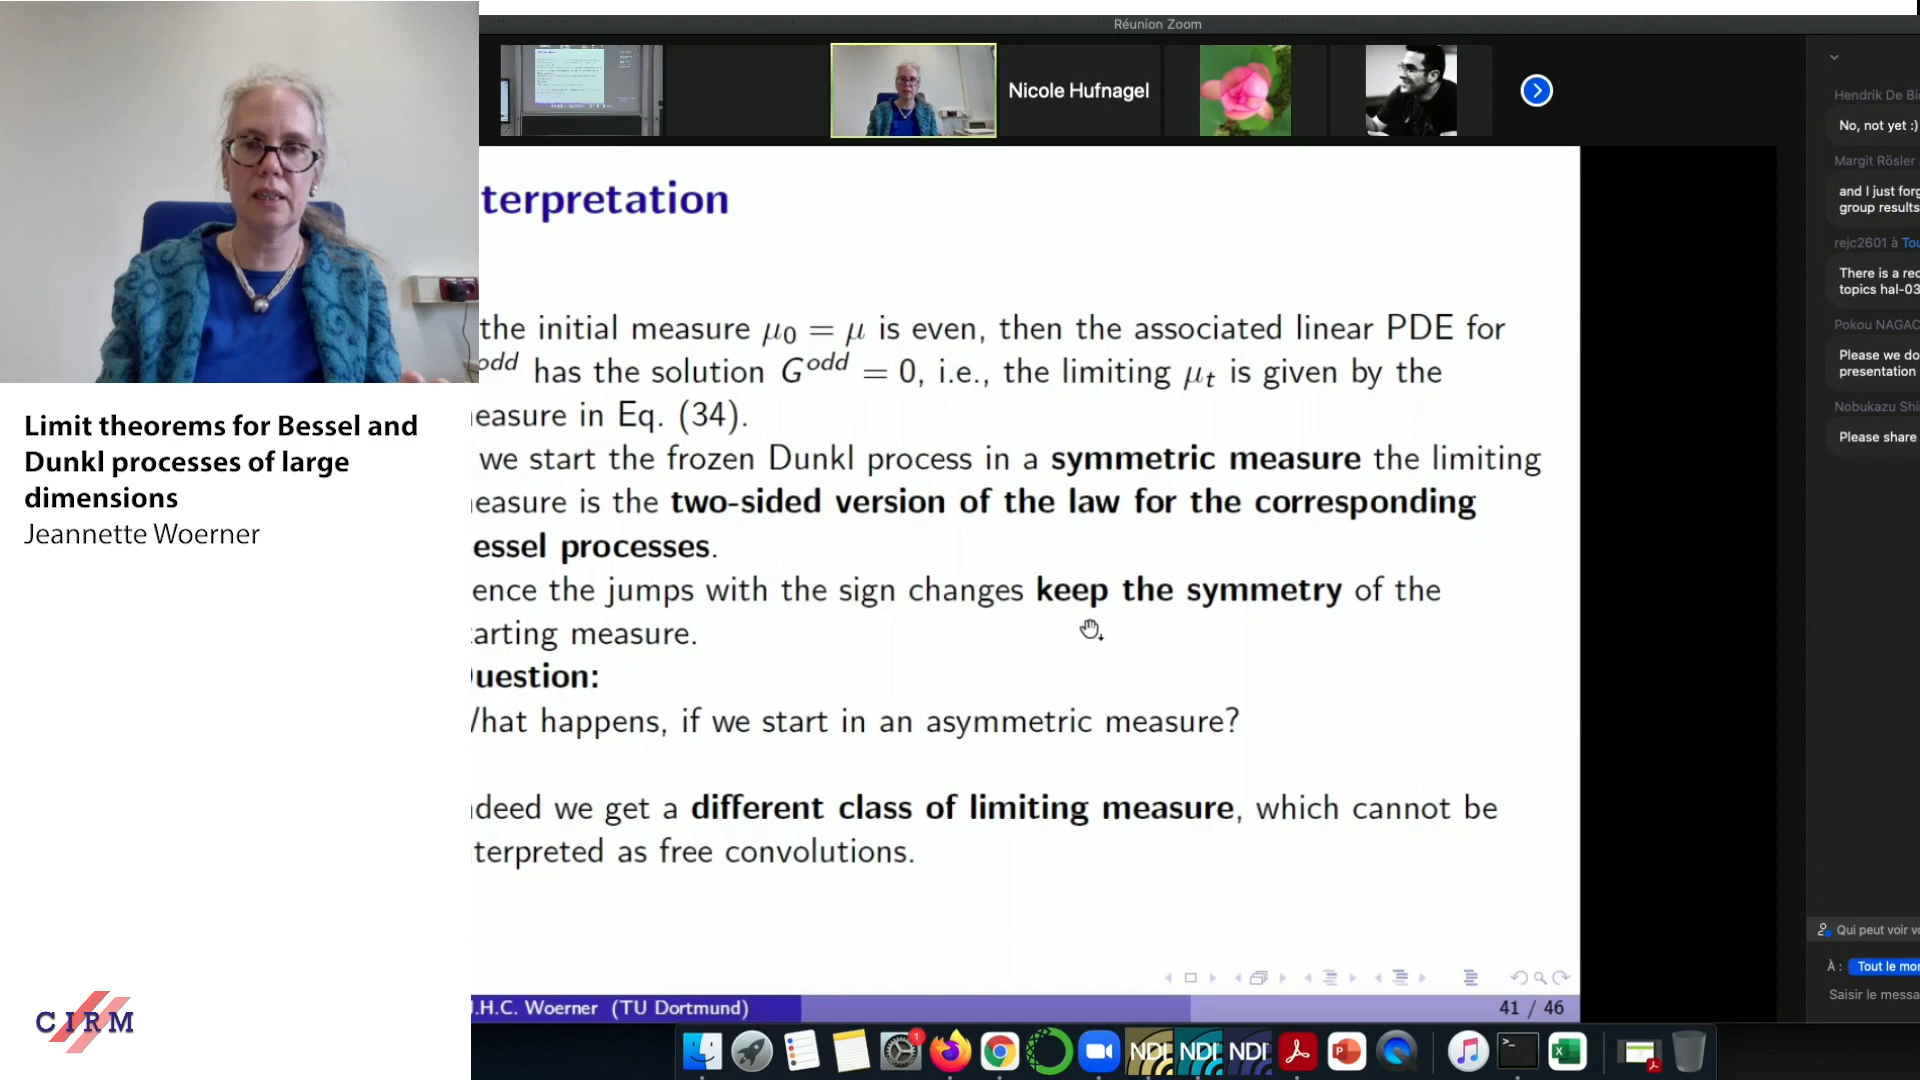 Réunion Zoom
Nicole Hufnagel
terpretation
the initial measure μ₀ = μ is even, then the associated linear PDE for
odd has the solution G^odd = 0, i.e., the limiting μ_t is given by the
easure in Eq. (34).
we start the frozen Dunkl process in a symmetric measure the limiting
easure is the two-sided version of the law for the corresponding
essel processes.
ence the jumps with the sign changes keep the symmetry of the
arting measure.
uestion:
hat happens, if we start in an asymmetric measure?
deed we get a different class of limiting measure, which cannot be
terpreted as free convolutions.
J.H.C. Woerner (TU Dortmund)
41 / 46
Limit theorems for Bessel and
Dunkl processes of large
dimensions
Jeannette Woerner
CIRM
Hendrik De Bi
No, not yet :)
Margit Rösler
and I just forg
group results
rejc2601 à Tou
There is a rec
topics hal-03
Pokou NAGAC
Please we do
presentation
Nobukazu Shi
Please share
Qui peut voir vo
À : Tout le mon
Saisir le messa
NDI NDI NDI
1